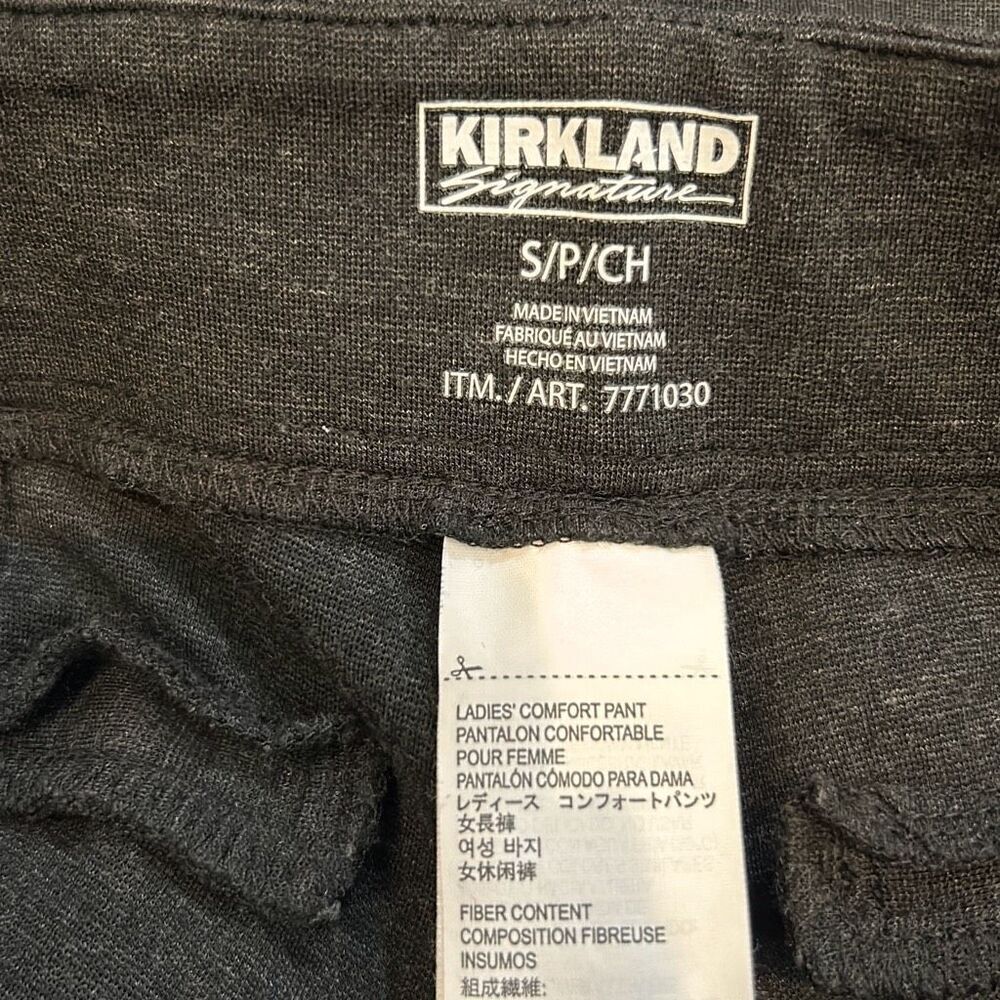 KIRKLAND
Signature
S/P/CH
MADE IN VIETNAM
FABRIQUÉ AU VIETNAM
HECHO EN VIETNAM
ITM. / ART. 7771030
LADIES' COMFORT PANT
PANTALON CONFORTABLE
POUR FEMME
PANTALÓN CÓMODO PARA DAMA
レディース コンフォートパンツ
女長褲
여성 바지
女休闲裤
FIBER CONTENT
COMPOSITION FIBREUSE
INSUMOS
組成繊維: